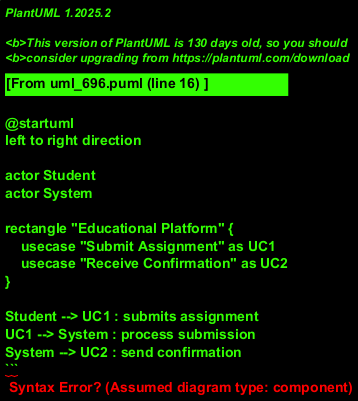 PlantUML 1.2025.2
<b>This version of PlantUML is 130 days old, so you should
<b>consider upgrading from https://plantuml.com/download
[From uml_696.puml (line 16) ]
@startuml
left to right direction
actor Student
actor System
rectangle "Educational Platform" {
    usecase "Submit Assignment" as UC1
    usecase "Receive Confirmation" as UC2
}
Student --> UC1 : submits assignment
UC1 --> System : process submission
System --> UC2 : send confirmation
```
Syntax Error? (Assumed diagram type: component)